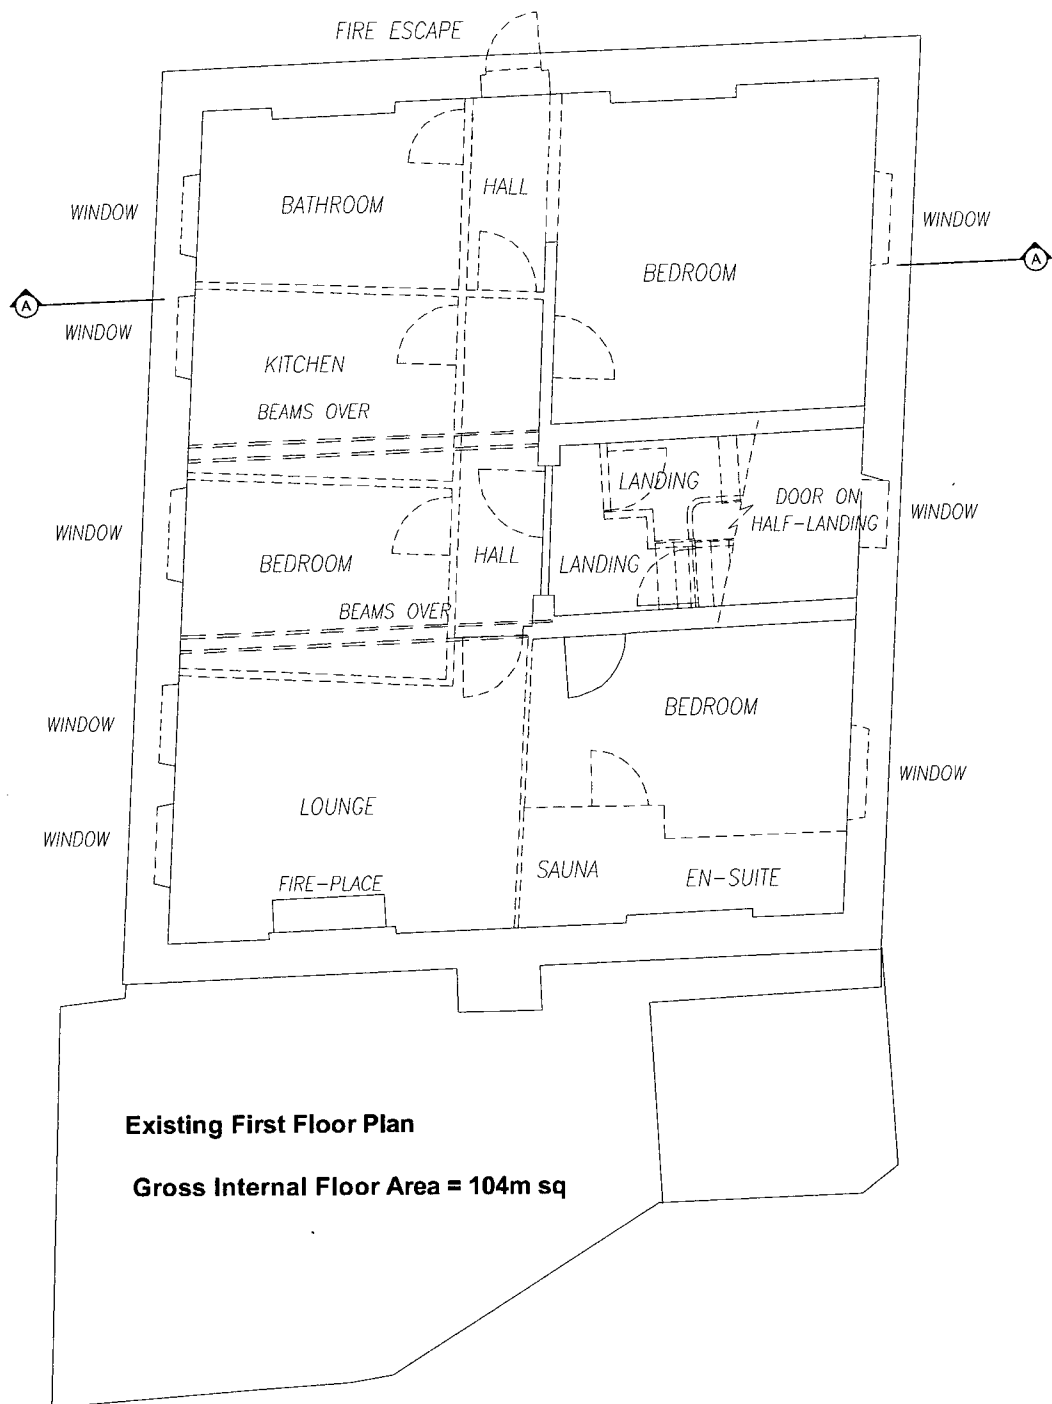 FIRE ESCAPE
HALL
BATHROOM
WINDOW
WINDOW
BEDROOM
A
A
WINDOW
KITCHEN
BEAMS OVER
LANDING
DOOR ON
HALF-LANDING
WINDOW
WINDOW
HALL
LANDING
BEDROOM
BEAMS OVER
BEDROOM
WINDOW
WINDOW
LOUNGE
WINDOW
SAUNA
EN-SUITE
FIRE-PLACE
Existing First Floor Plan
Gross Internal Floor Area = 104m sq